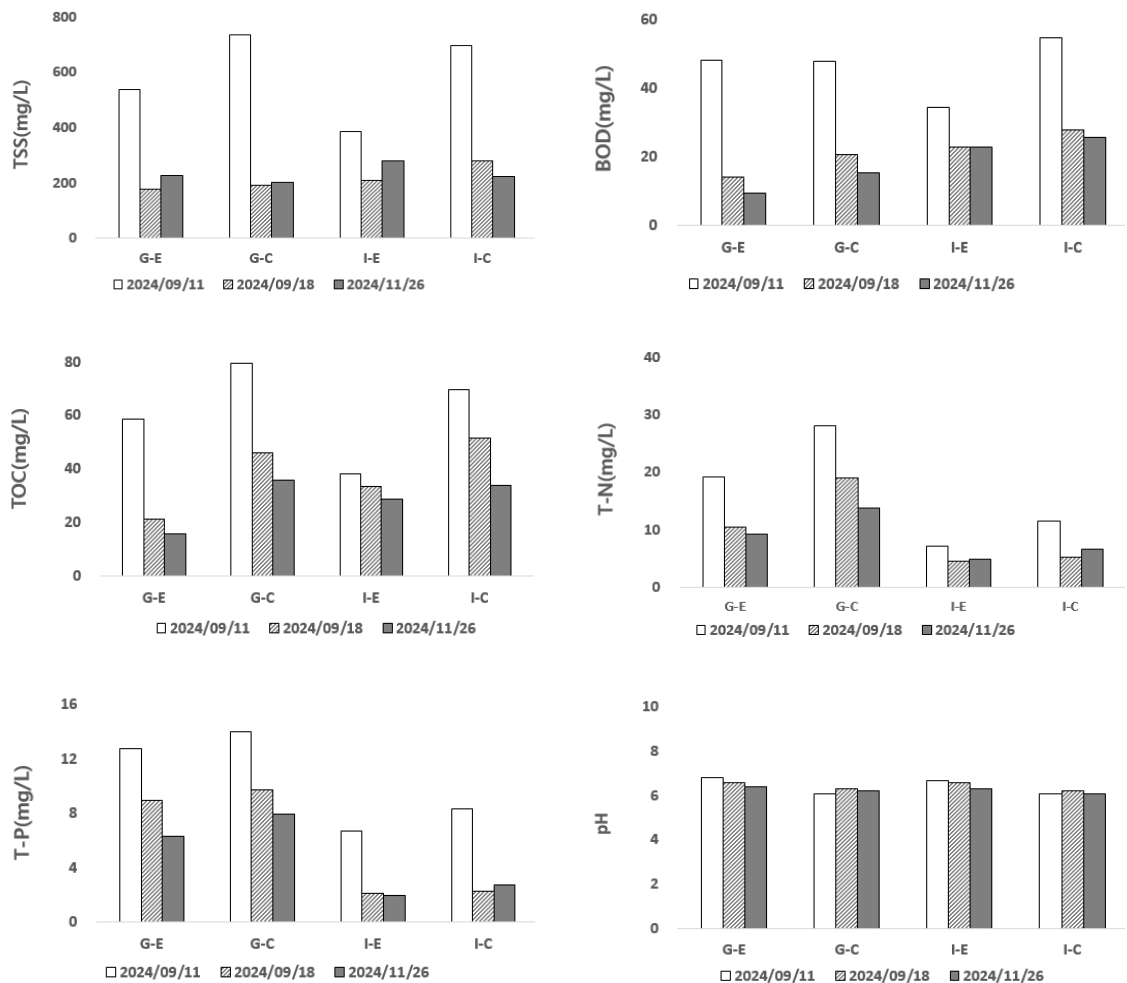 TSS(mg/L)
800
600
400
200
0
G-E G-C I-E I-C
2024/09/11 2024/09/18 2024/11/26
BOD(mg/L)
60
40
20
0
G-E G-C I-E I-C
2024/09/11 2024/09/18 2024/11/26
TOC(mg/L)
80
60
40
20
0
G-E G-C I-E I-C
2024/09/11 2024/09/18 2024/11/26
T-N(mg/L)
40
30
20
10
0
G-E G-C I-E I-C
2024/09/11 2024/09/18 2024/11/26
T-P(mg/L)
16
12
8
4
0
G-E G-C I-E I-C
2024/09/11 2024/09/18 2024/11/26
pH
10
8
6
4
2
0
G-E G-C I-E I-C
2024/09/11 2024/09/18 2024/11/26